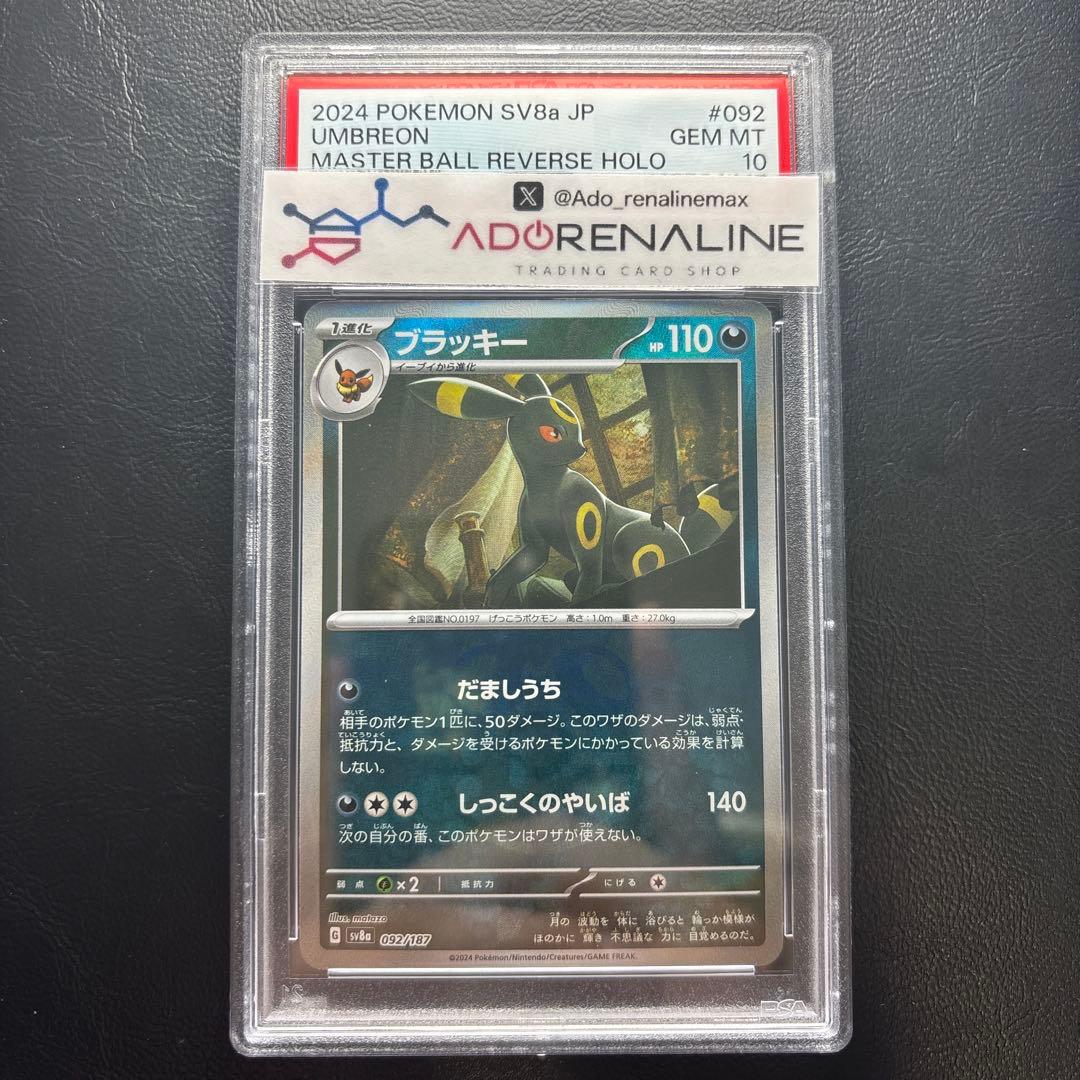 2024 POKEMON SV8a JP #092
UMBREON GEM MT
MASTER BALL REVERSE HOLO 10
@Ado_renalinemax
ADORENALINE
TRADING CARD SHOP
1進化 ブラッキー HP 110
イーブイから進化
全国図鑑NO.0197 げっこうポケモン 高さ:1.0m 重さ:27.0kg
だましうち
相手のポケモン1匹に、50ダメージ。このワザのダメージは、弱点・
抵抗力と、ダメージを受けるポケモンにかかっている効果を計算
しない。
しっこくのやいば 140
次の自分の番、このポケモンはワザが使えない。
弱点 ×2 抵抗力 にげる
Illus. matazo
月の 波動を 体に 浴びると 輪っか模様が
G sv8a 092/187
ほのかに 輝き 不思議な 力に 目覚めるのだ。
©2024 Pokémon/Nintendo/Creatures/GAME FREAK.
PSA